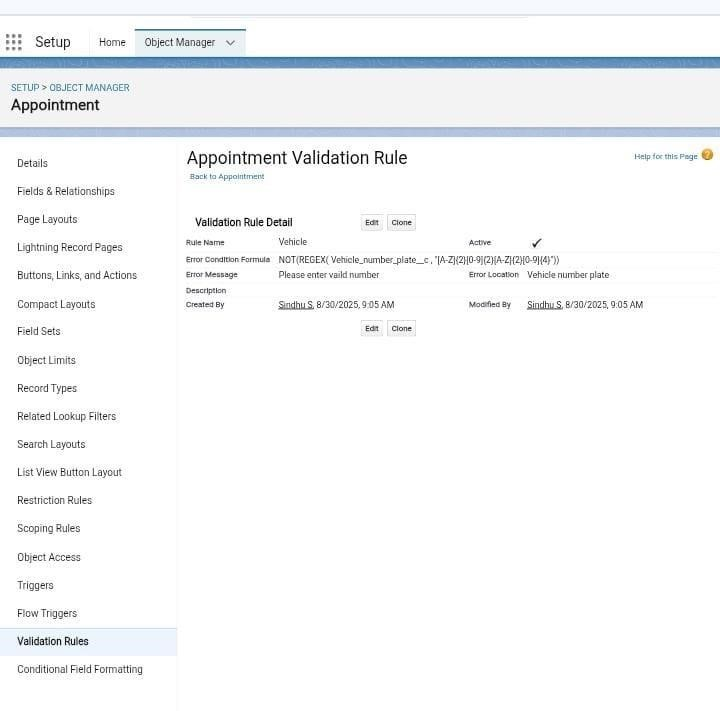 Setup Home Object Manager
SETUP > OBJECT MANAGER
Appointment
Details
Fields & Relationships
Page Layouts
Lightning Record Pages
Buttons, Links, and Actions
Compact Layouts
Field Sets
Object Limits
Record Types
Related Lookup Filters
Search Layouts
List View Button Layout
Restriction Rules
Scoping Rules
Object Access
Triggers
Flow Triggers
Validation Rules
Conditional Field Formatting
Appointment Validation Rule
Help for this Page ?
Back to Appointment
Validation Rule Detail Edit Clone
Rule Name Vehicle Active ✓
Error Condition Formula NOT(REGEX( Vehicle_number_plate__c , "[A-Z]{2}[0-9]{2}[A-Z]{2}[0-9]{4}"))
Error Message Please enter vaild number Error Location Vehicle number plate
Description
Created By Sindhu S, 8/30/2025, 9:05 AM Modified By Sindhu S, 8/30/2025, 9:05 AM
Edit Clone